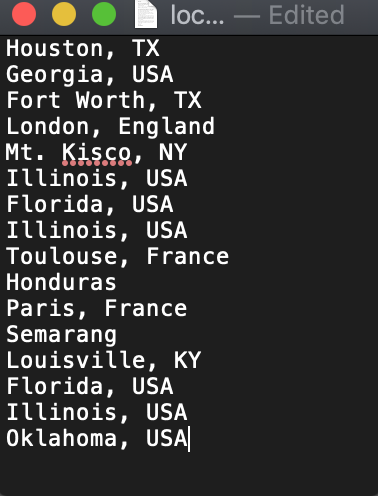 loc... — Edited
Houston, TX
Georgia, USA
Fort Worth, TX
London, England
Mt. Kisco, NY
Illinois, USA
Florida, USA
Illinois, USA
Toulouse, France
Honduras
Paris, France
Semarang
Louisville, KY
Florida, USA
Illinois, USA
Oklahoma, USA